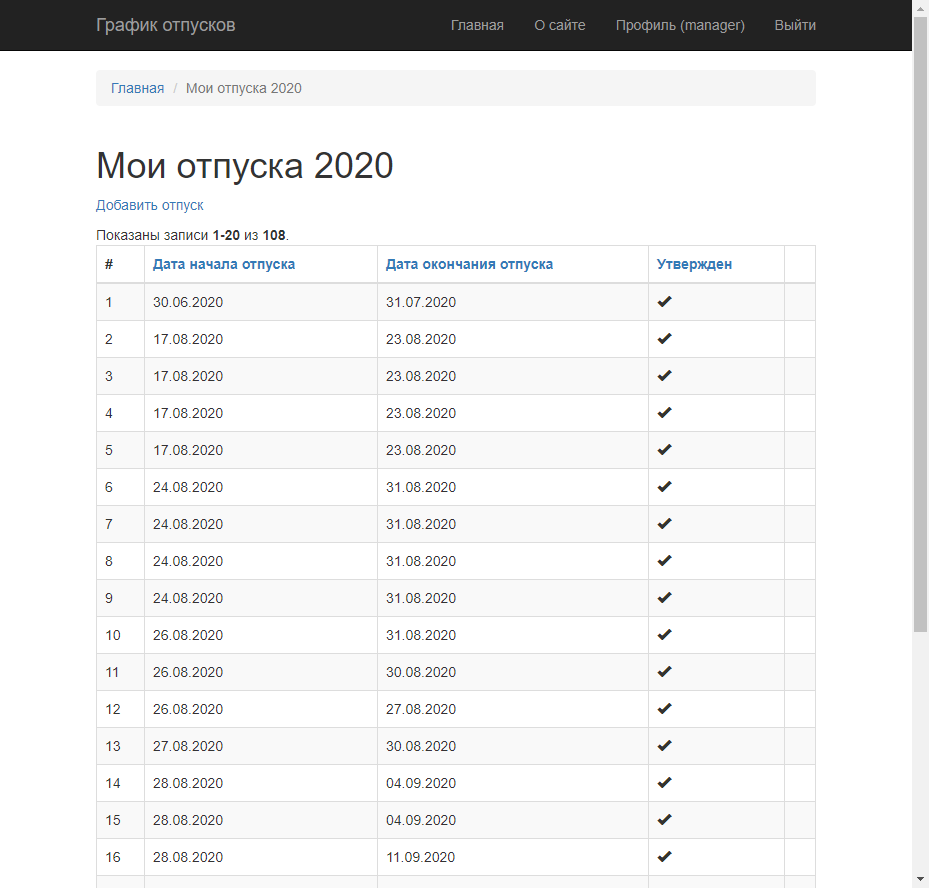 График отпусков Главная О сайте Профиль (manager) Выйти
Главная / Мои отпуска 2020
Мои отпуска 2020
Добавить отпуск
Показаны записи 1-20 из 108.
# Дата начала отпуска Дата окончания отпуска Утвержден
1 30.06.2020 31.07.2020 ✔
2 17.08.2020 23.08.2020 ✔
3 17.08.2020 23.08.2020 ✔
4 17.08.2020 23.08.2020 ✔
5 17.08.2020 23.08.2020 ✔
6 24.08.2020 31.08.2020 ✔
7 24.08.2020 31.08.2020 ✔
8 24.08.2020 31.08.2020 ✔
9 24.08.2020 31.08.2020 ✔
10 26.08.2020 31.08.2020 ✔
11 26.08.2020 30.08.2020 ✔
12 26.08.2020 27.08.2020 ✔
13 27.08.2020 30.08.2020 ✔
14 28.08.2020 04.09.2020 ✔
15 28.08.2020 04.09.2020 ✔
16 28.08.2020 11.09.2020 ✔